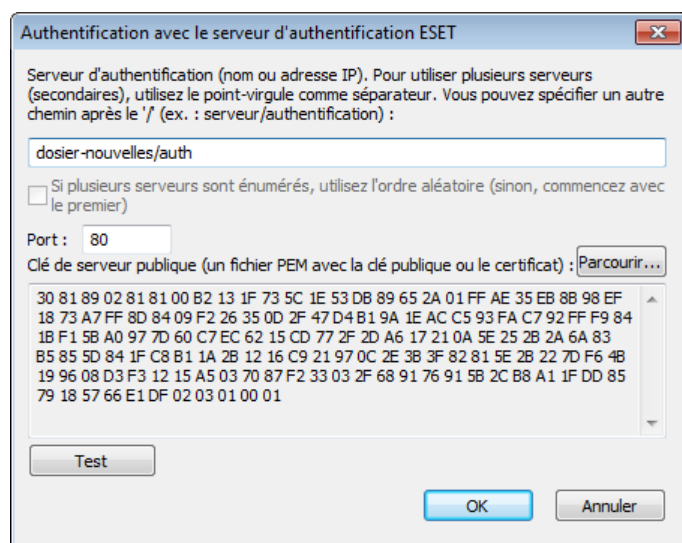 Authentification avec le serveur d'authentification ESET
Serveur d'authentification (nom ou adresse IP). Pour utiliser plusieurs serveurs
(secondaires), utilisez le point-virgule comme séparateur. Vous pouvez spécifier un autre
chemin après le '/' (ex. : serveur/authentification) :
dosier-nouvelles/auth
Si plusieurs serveurs sont énumérés, utilisez l'ordre aléatoire (sinon, commencez avec
le premier)
Port : 80
Clé de serveur publique (un fichier PEM avec la clé publique ou le certificat) : Parcourir...
30 81 89 02 81 81 00 B2 13 1F 73 5C 1E 53 DB 89 65 2A 01 FF AE 35 EB 8B 98 EF
18 73 A7 FF 8D 84 09 F2 26 35 0D 2F 47 D4 B1 9A 1E AC C5 93 FA C7 92 FF F9 84
1B F1 5B A0 97 7D 60 C7 EC 62 15 CD 77 2F 2D A6 17 21 0A 5E 25 2B 2A 6A 83
B5 85 5D 84 1F C8 B1 1A 2B 12 16 C9 21 97 0C 2E 3B 3F 82 81 5E 2B 22 7D F6 4B
19 96 08 D3 F3 12 15 A5 03 70 87 F2 33 03 2F 68 91 76 91 5B 2C B8 A1 1F DD 85
79 18 57 66 E1 DF 02 03 01 00 01
Test
OK Annuler